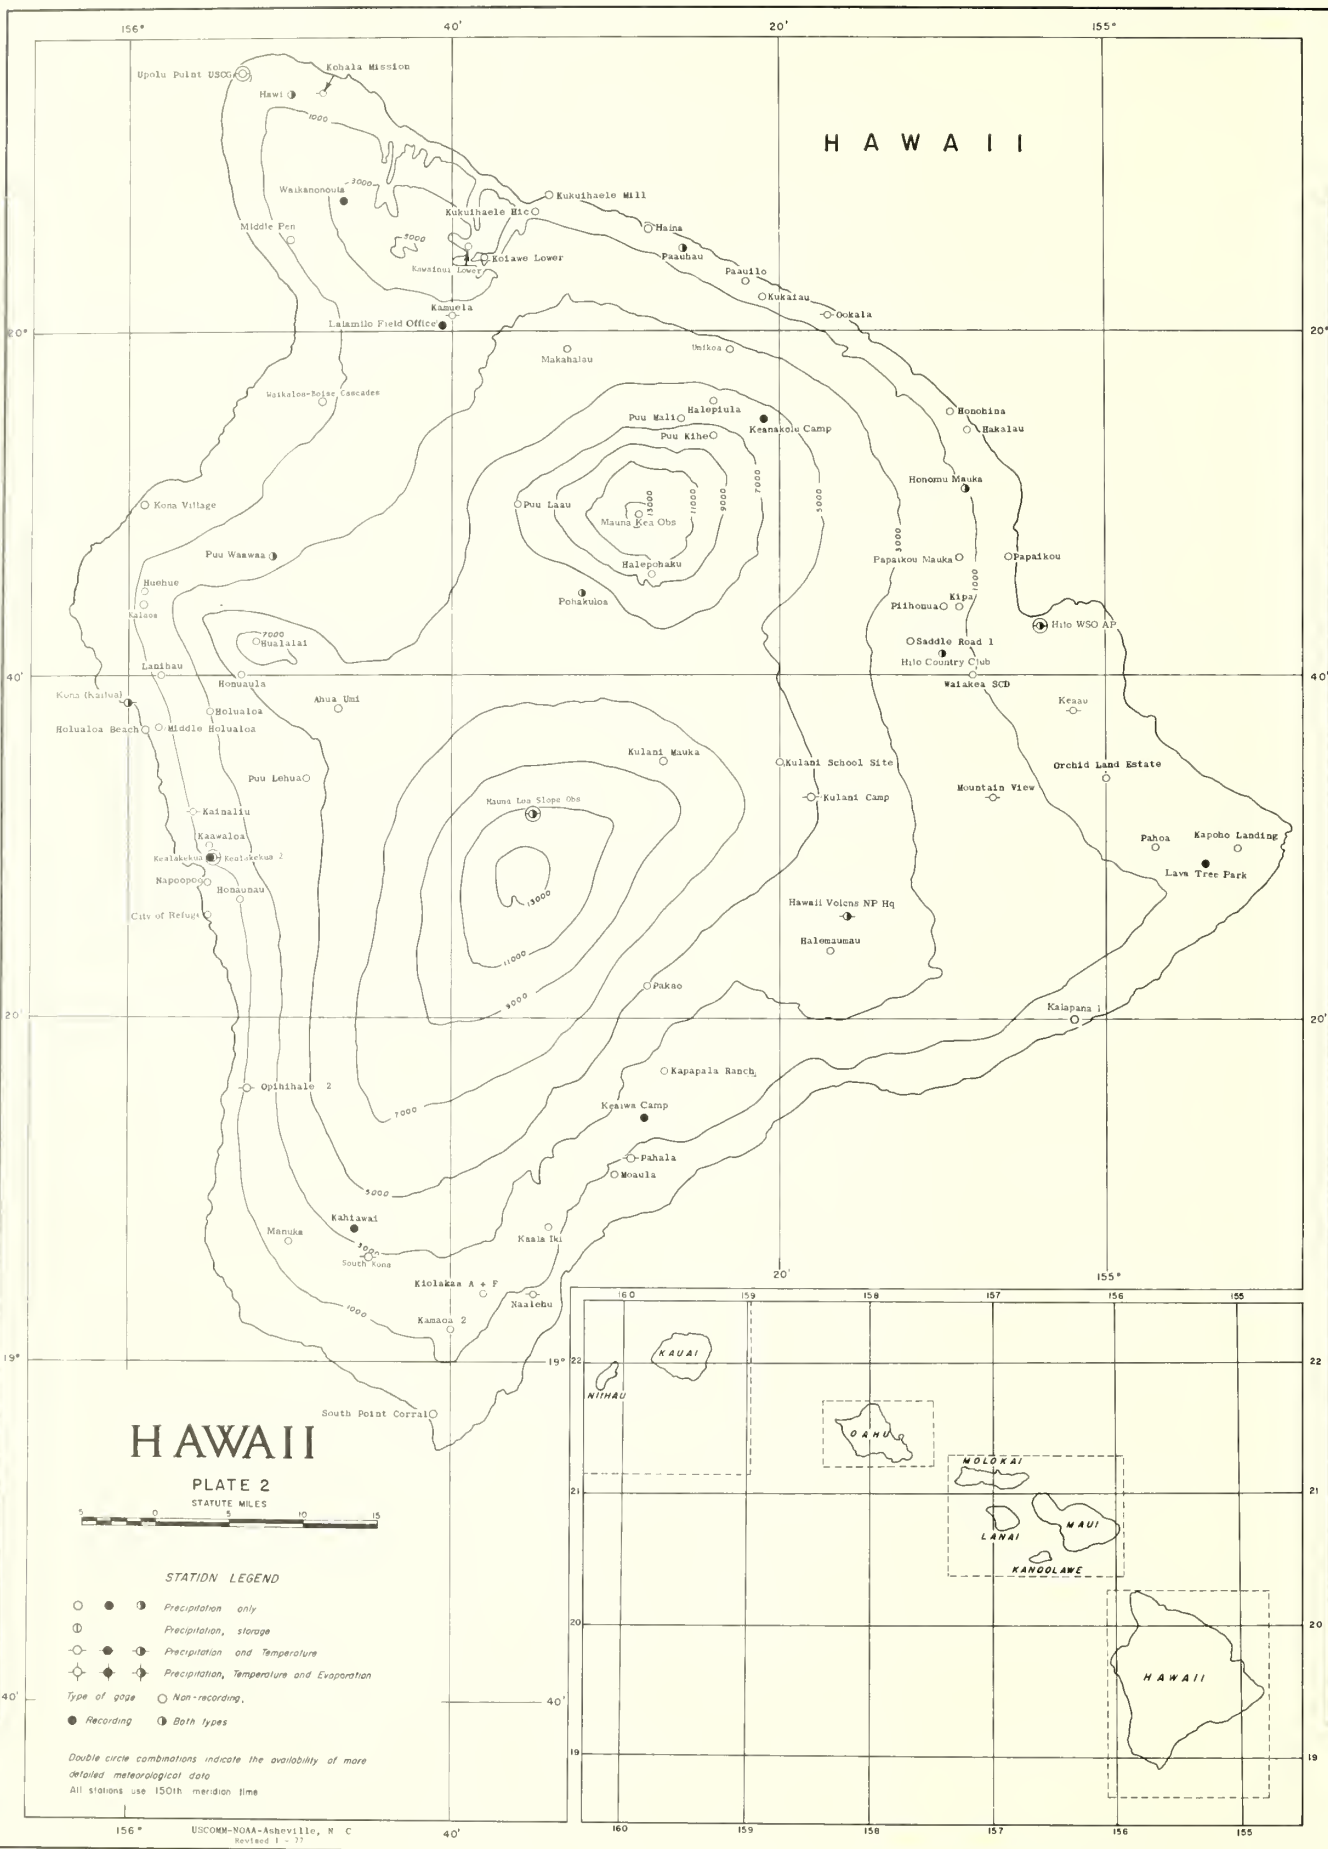 156°
40'
20'
155°
HAWAII
Kohala Mission
Upolu Point USCG
Hawi
1000
Waikanonoula
3000
Kukuihaele Mill
Kukuihaele Hic
Middle Pen
5000
Haina
Paauhau
Koiawe Lower
Kawainui Lower
Paauilo
Kukaiau
Kamuela
Ookala
Lalamilo Field Office
20°
20°
Makahalau
Umikoa
Waikaloa-Boise Cascades
Halepiula
Honohina
Puu Mali
Keanakolu Camp
Hakalau
Puu Kihe
Honomu Mauka
7000
9000
11000
13000
5000
Kona Village
Puu Laau
Mauna Kea Obs
3000
Puu Waawaa
Papaikou Mauka
Papaikou
Halepohaku
1000
Huehue
Pohakuloa
Kipa
Kalaoa
Piihonua
Hilo WSO AP
7000
Hualalai
Saddle Road 1
Hilo Country Club
Lanihau
Honuaula
Waiakea SCD
40'
40'
Kona (Kailua)
Ahua Umi
Keaau
Holualoa
Holualoa Beach
Middle Holualoa
Kulani Mauka
Kulani School Site
Orchid Land Estate
Puu Lehua
Mountain View
Mauna Loa Slope Obs
Kulani Camp
Kainaliu
Kaawaloa
Pahoa
Kapoho Landing
Kealakekua
Kealakekua 2
Lava Tree Park
Napoopoo
Honaunau
13000
Hawaii Volcns NP Hq
City of Refuge
Halemaumau
11000
Pakao
9000
Kalapana 1
20'
20'
Kapapala Ranch
Opihihale 2
Keaiwa Camp
7000
Pahala
Moaula
5000
Kahiawai
Manuka
Kaala Iki
3000
South Kona
20'
155°
Kiolakaa A + F
Naalehu
1000
Kamaoa 2
160
159
158
157
156
155
19°
19°
22
KAUAI
22
NIIHAU
South Point Corral
OAHU
HAWAII
MOLOKAI
PLATE 2
STATUTE MILES
21
21
5
0
5
10
15
MAUI
LANAI
KAHOOLAWE
STATION LEGEND
Precipitation only
20
20
Precipitation, storage
Precipitation and Temperature
Precipitation, Temperature and Evaporation
HAWAII
Type of gage
Non-recording.
40'
40'
Recording
Both types
19
19
Double circle combinations indicate the availability of more
detailed meteorological data
All stations use 150th meridian time
156°
USCOMM-NOAA-Asheville, N C
40'
160
159
158
157
156
155
Revised 1 - 77